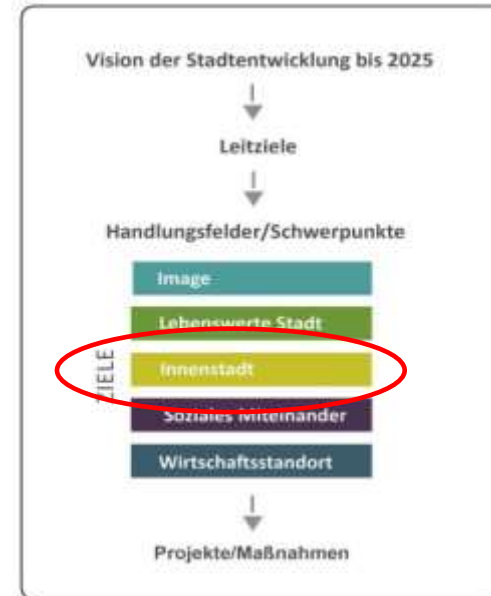 Vision der Stadtentwicklung bis 2025
Leitziele
Handlungsfelder/Schwerpunkte
ZIELE
Image
Lebenswerte Stadt
Innenstadt
Soziales Miteinander
Wirtschaftsstandort
Projekte/Maßnahmen